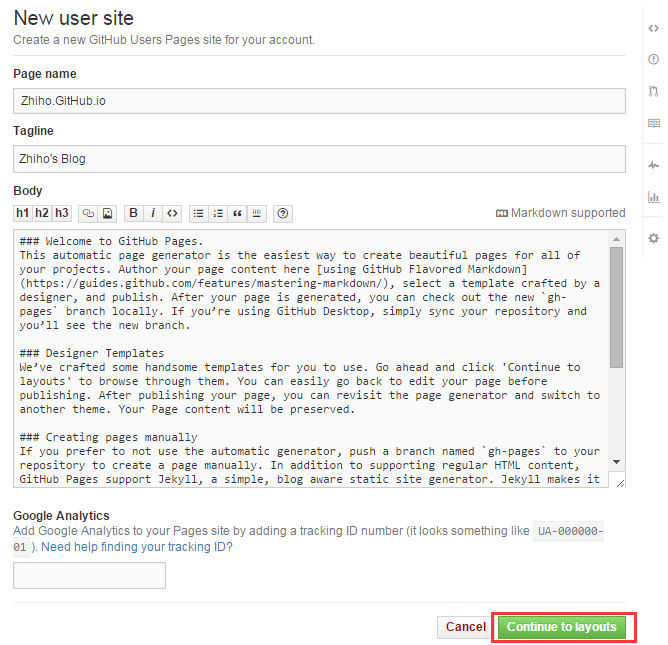 New user site
Create a new GitHub Users Pages site for your account.
Page name
Zhiho.GitHub.io
Tagline
Zhiho's Blog
Body
h1 h2 h3 B i <> “ Markdown supported
### Welcome to GitHub Pages.
This automatic page generator is the easiest way to create beautiful pages for all of
your projects. Author your page content here [using GitHub Flavored Markdown]
(https://guides.github.com/features/mastering-markdown/), select a template crafted by a
designer, and publish. After your page is generated, you can check out the new `gh-
pages` branch locally. If you’re using GitHub Desktop, simply sync your repository and
you’ll see the new branch.
### Designer Templates
We’ve crafted some handsome templates for you to use. Go ahead and click 'Continue to
layouts' to browse through them. You can easily go back to edit your page before
publishing. After publishing your page, you can revisit the page generator and switch to
another theme. Your Page content will be preserved.
### Creating pages manually
If you prefer to not use the automatic generator, push a branch named `gh-pages` to your
repository to create a page manually. In addition to supporting regular HTML content,
GitHub Pages support Jekyll, a simple, blog aware static site generator. Jekyll makes it
Google Analytics
Add Google Analytics to your Pages site by adding a tracking ID number (it looks something like UA-000000-
01 ). Need help finding your tracking ID?
Cancel Continue to layouts